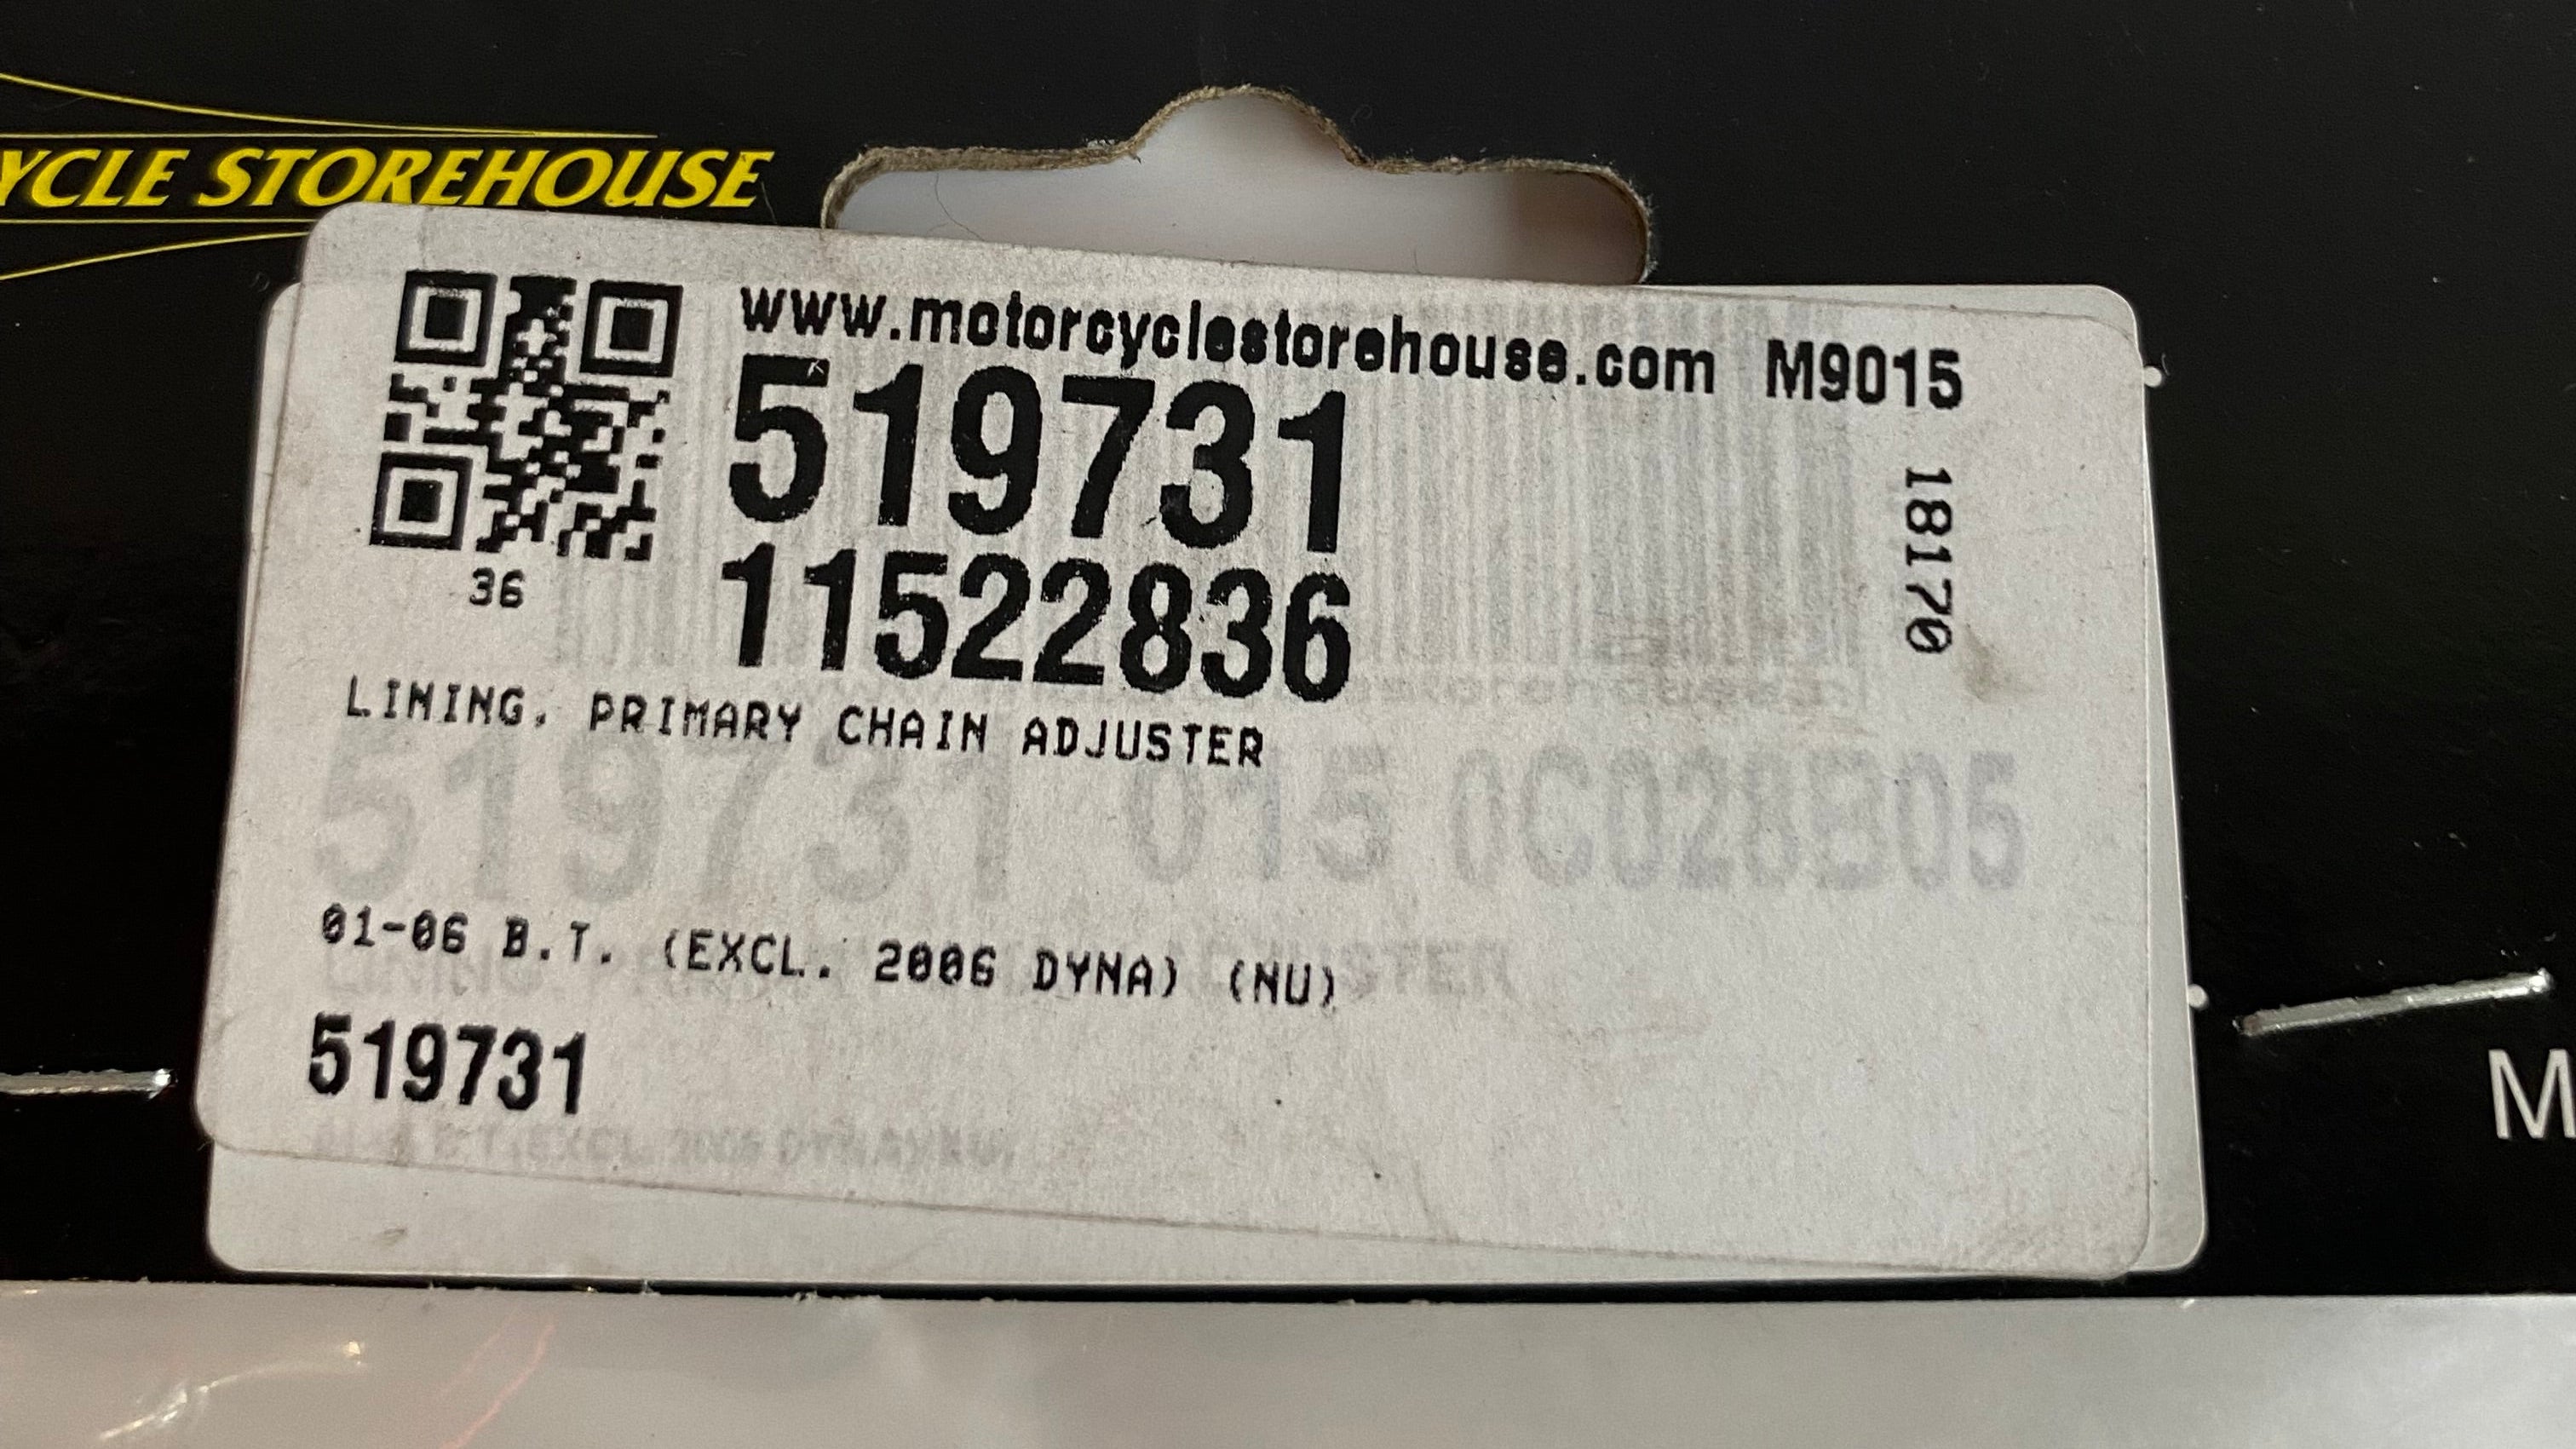 YCLE STOREHOUSE
www.motorcyclestorehouse.com M9015
519731
18170
11522836
36
LINING, PRIMARY CHAIN ADJUSTER
519731 015 0G028B05
01-06 B.T. (EXCL. 2006 DYNA) (NU)
519731
M